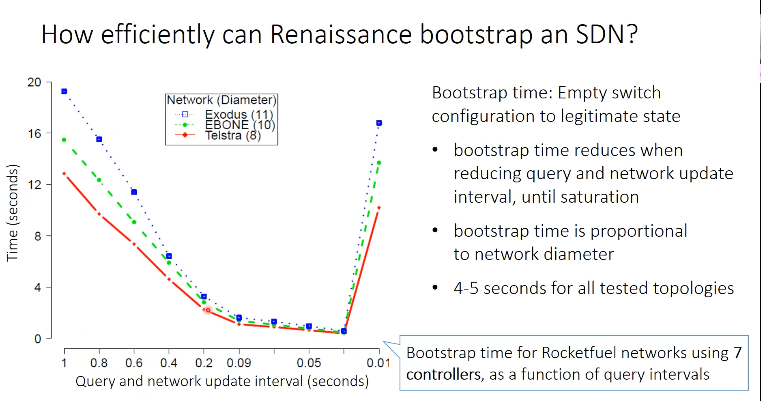 How efficiently can Renaissance bootstrap an SDN?
20
16
12
8
4
0
Time (seconds)
Network (Diameter)
Exodus (11)
EBONE (10)
Telstra (8)
1 0.8 0.6 0.4 0.2 0.09 0.05 0.01
Query and network update interval (seconds)
Bootstrap time: Empty switch
configuration to legitimate state
• bootstrap time reduces when
reducing query and network update
interval, until saturation
• bootstrap time is proportional
to network diameter
• 4-5 seconds for all tested topologies
Bootstrap time for Rocketfuel networks using 7
controllers, as a function of query intervals